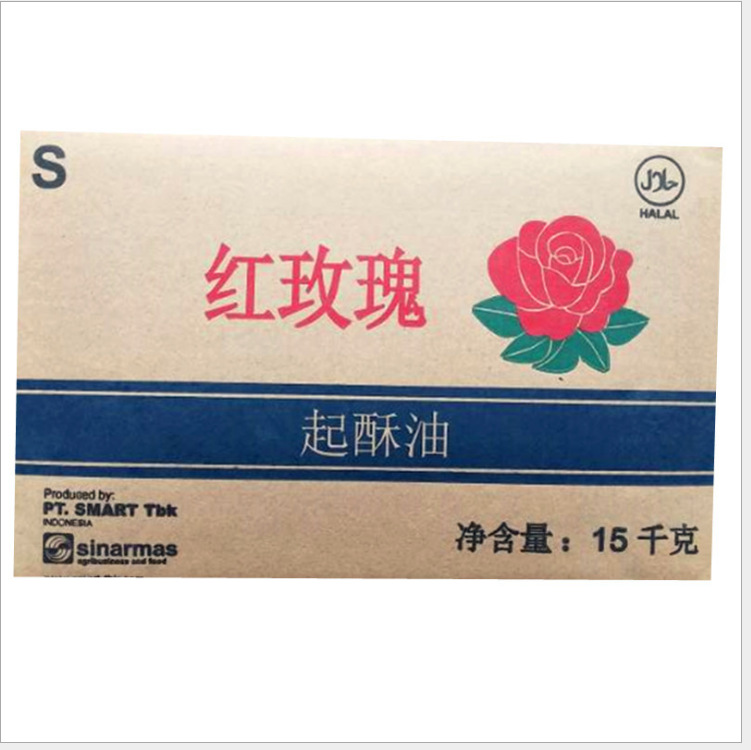 S
حلال
HALAL
红玫瑰
起酥油
Produced by:
PT. SMART Tbk
INDONESIA
净含量：15 千克
sinarmas
agribusiness and food